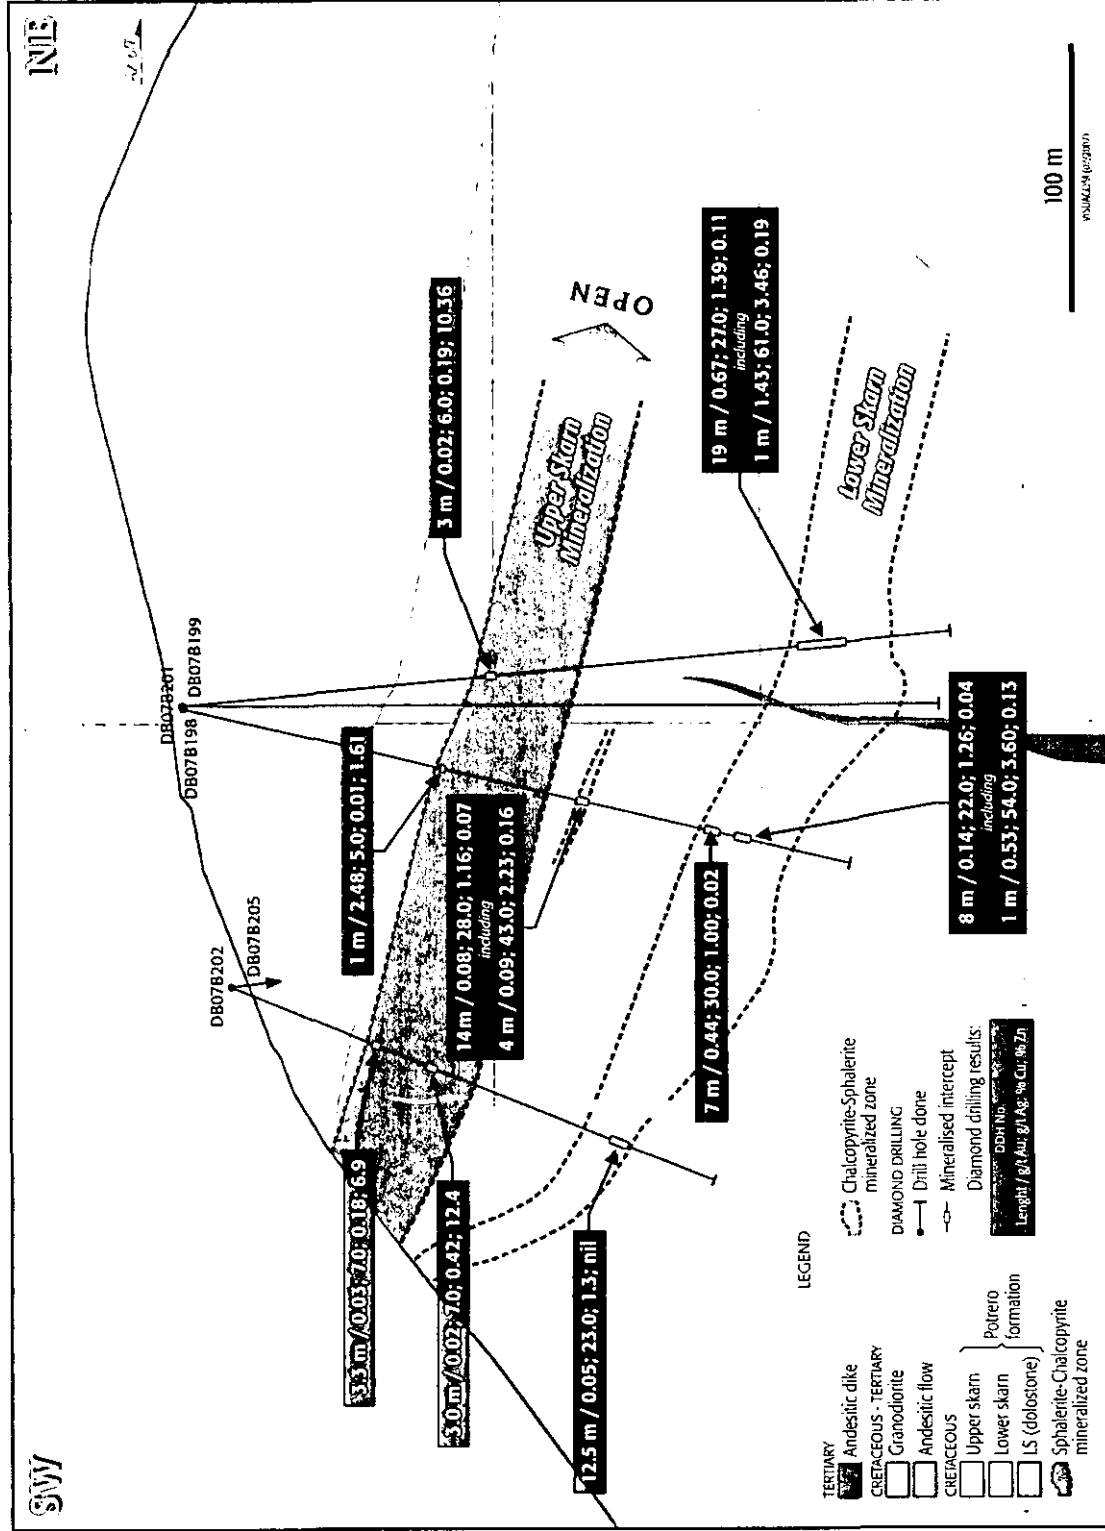 SW
NE
DB07B202
DB07B205
DB07B201
DB07B198
DB07B199
3.3 m / 0.03; 7.0; 0.18; 6.9
3.0 m / 0.02; 7.0; 0.42; 12.4
12.5 m / 0.05; 23.0; 1.3; nil
1 m / 2.48; 5.0; 0.01; 1.61
14m / 0.08; 28.0; 1.16; 0.07
including
4 m / 0.09; 43.0; 2.23; 0.16
7 m / 0.44; 30.0; 1.00; 0.02
8 m / 0.14; 22.0; 1.26; 0.04
including
1 m / 0.53; 54.0; 3.60; 0.13
3 m / 0.02; 6.0; 0.19; 10.36
19 m / 0.67; 27.0; 1.39; 0.11
including
1 m / 1.43; 61.0; 3.46; 0.19
Upper Skarn
Mineralization
OPEN
Lower Skarn
Mineralization
LEGEND
TERTIARY
Andesitic dike
CRETACEOUS - TERTIARY
Granodiorite
Andesitic flow
CRETACEOUS
Upper skarn
Lower skarn
LS (dolostone)
Potrero
formation
Sphalerite-Chalcopyrite
mineralized zone
Chalcopyrite-Sphalerite
mineralized zone
DIAMOND DRILLING
Drill hole done
Mineralised intercept
Diamond drilling results:
DDH No.
Lenght / g/t Au; g/t Ag; % Cu; % Zn
100 m